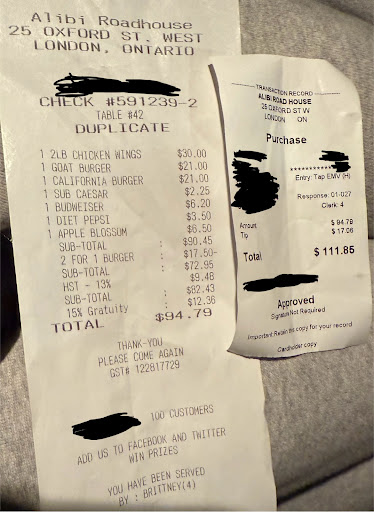 Alibi Roadhouse
25 OXFORD ST. WEST
LONDON, ONTARIO
CHECK #591239-2
TABLE #42
DUPLICATE
1 2LB CHICKEN WINGS $30.00
1 GOAT BURGER $21.00
1 CALIFORNIA BURGER $21.00
1 SUB CAESAR $2.25
1 BUDWEISER $6.20
1 DIET PEPSI $3.50
1 APPLE BLOSSOM $6.50
SUB-TOTAL : $90.45
2 FOR 1 BURGER : $17.50-
SUB-TOTAL : $72.95
HST - 13% $9.48
SUB-TOTAL : $82.43
15% Gratuity : $12.36
TOTAL $94.79
THANK-YOU
PLEASE COME AGAIN
GST# 122817729
100 CUSTOMERS
ADD US TO FACEBOOK AND TWITTER
WIN PRIZES
YOU HAVE BEEN SERVED
BY : BRITTNEY(4)
TRANSACTION RECORD
ALIBI ROAD HOUSE
25 OXFORD ST W
LONDON ON
Purchase
Entry: Tap EMV (H)
Response: 01-027
Clerk: 4
Amount $ 94.79
Tip $ 17.06
Total $ 111.85
Approved
Signature Not Required
Important Retain this copy for your record
Cardholder copy